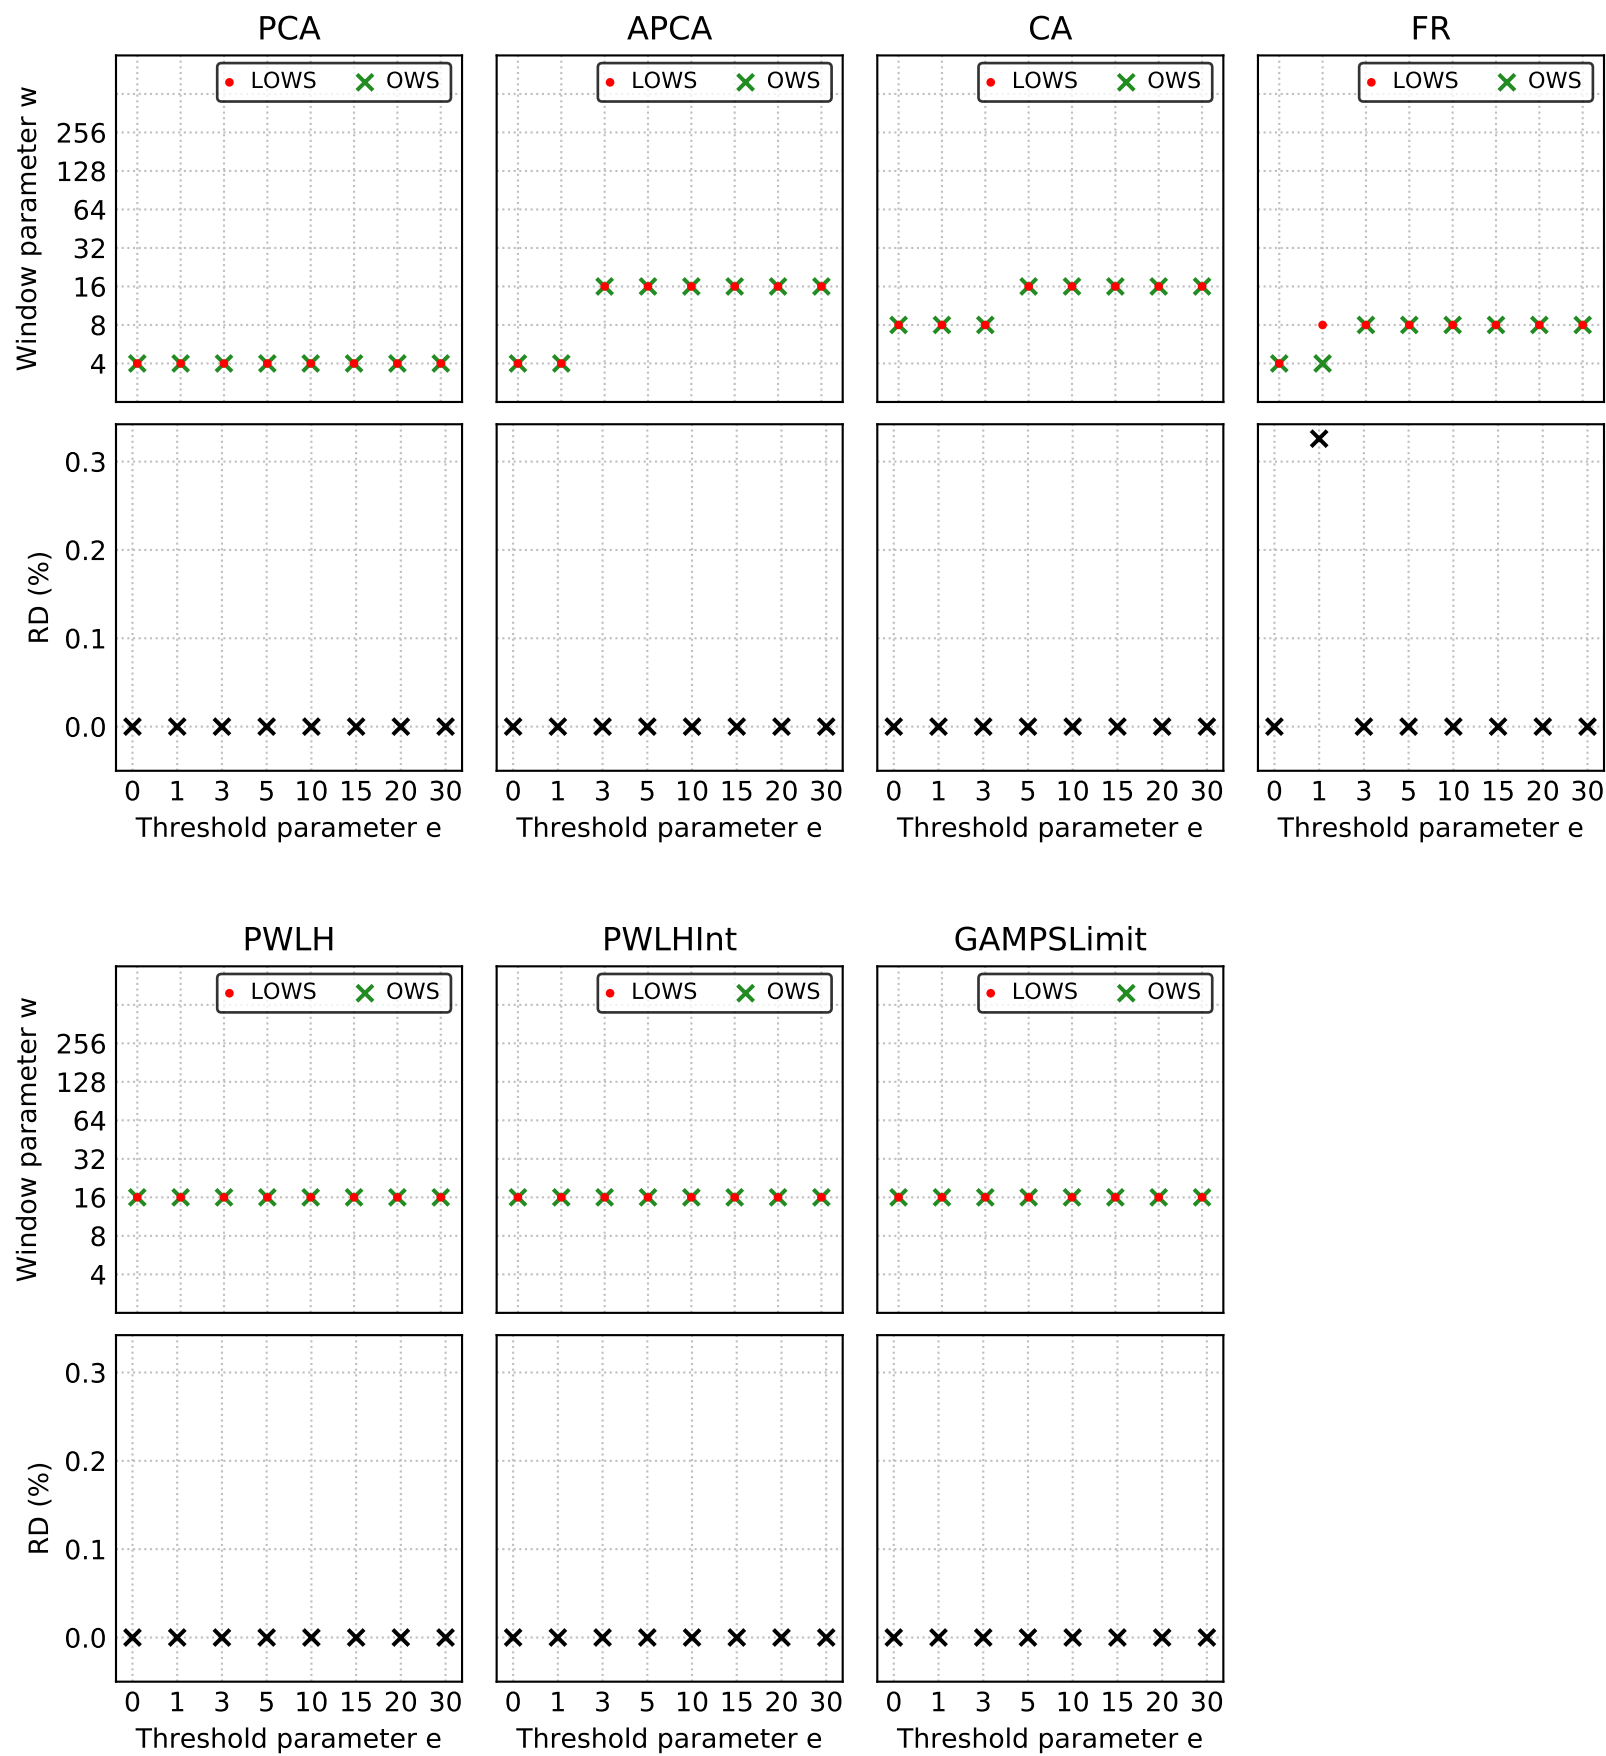 PCA APCA CA FR
LOWS OWS LOWS OWS LOWS OWS LOWS OWS
Window parameter w
256
128
64
32
16
8
4
RD (%)
0.3
0.2
0.1
0.0
0 1 3 5 10 15 20 30 0 1 3 5 10 15 20 30 0 1 3 5 10 15 20 30 0 1 3 5 10 15 20 30
Threshold parameter e Threshold parameter e Threshold parameter e Threshold parameter e
PWLH PWLHInt GAMPSLimit
LOWS OWS LOWS OWS LOWS OWS
Window parameter w
256
128
64
32
16
8
4
RD (%)
0.3
0.2
0.1
0.0
0 1 3 5 10 15 20 30 0 1 3 5 10 15 20 30 0 1 3 5 10 15 20 30
Threshold parameter e Threshold parameter e Threshold parameter e